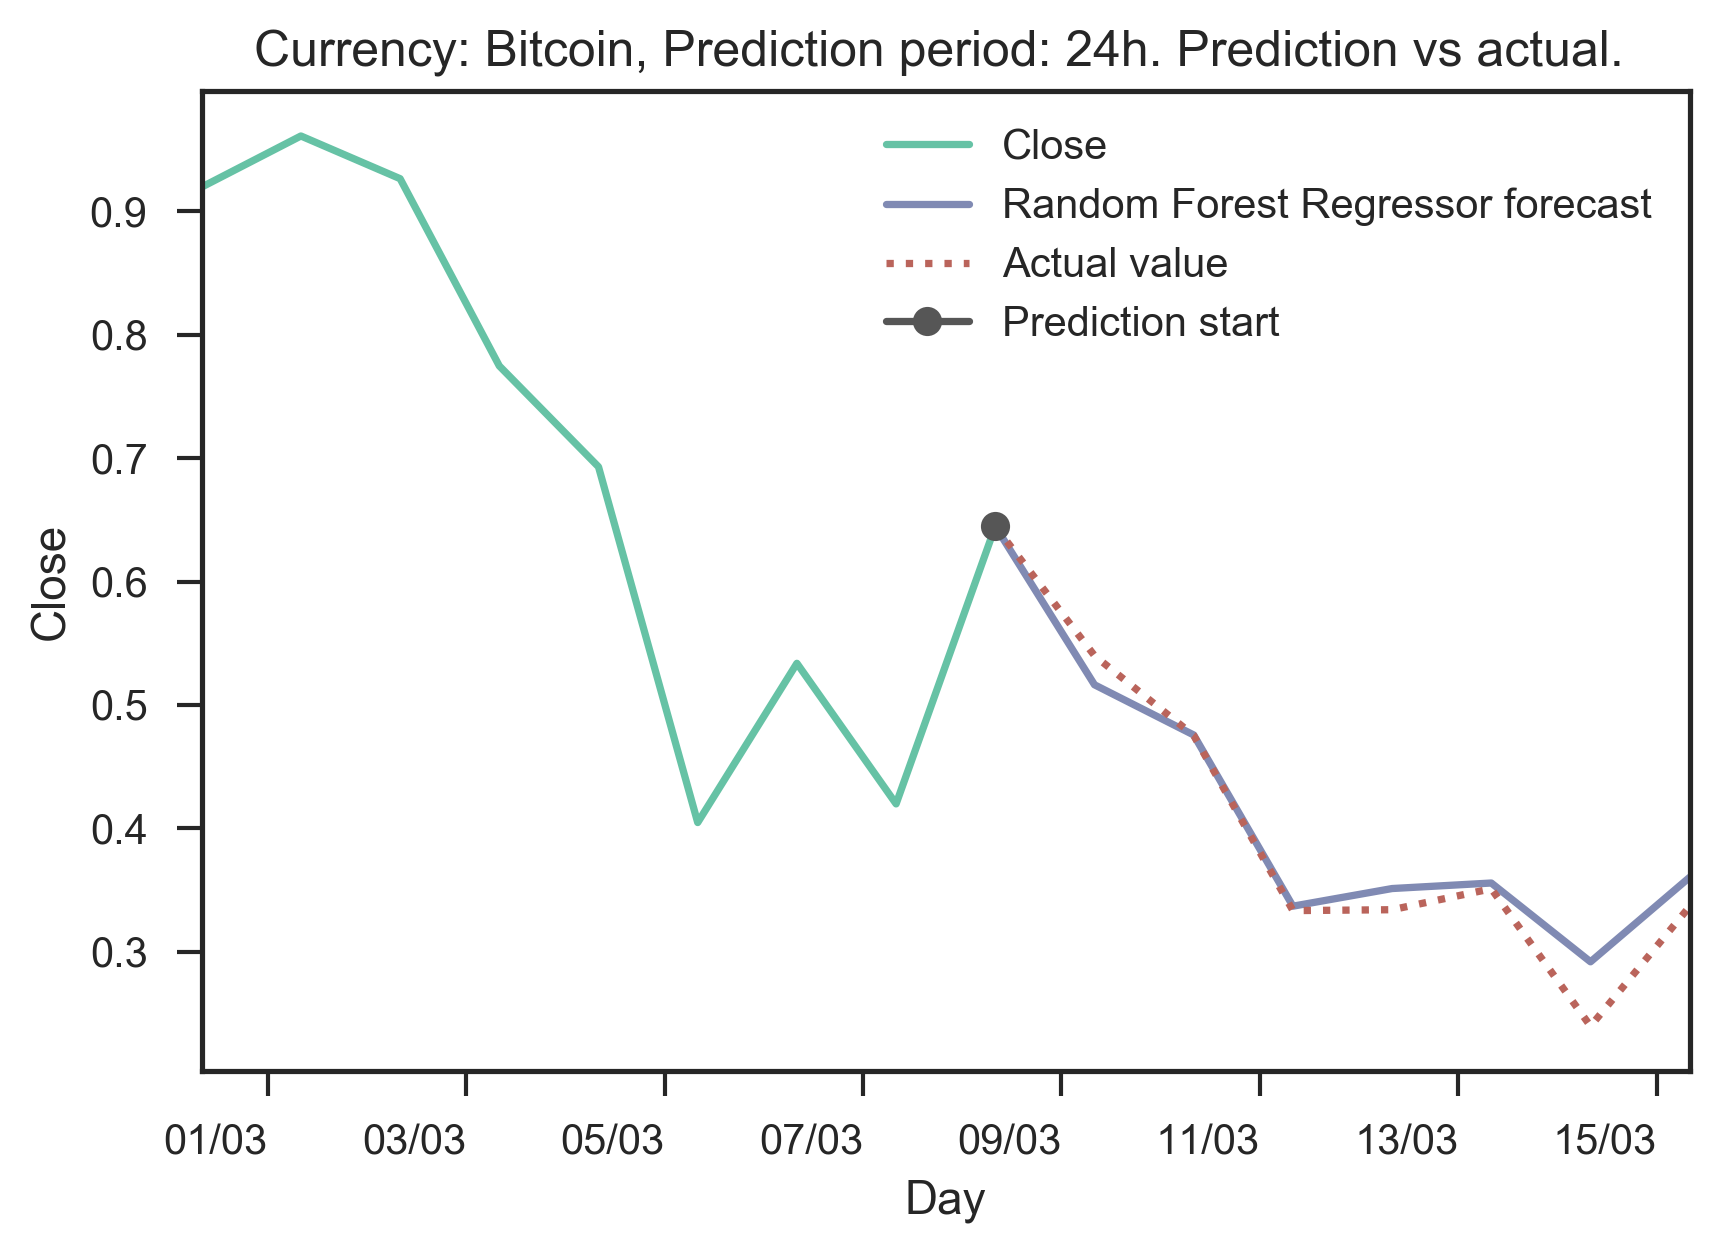 Currency: Bitcoin, Prediction period: 24h. Prediction vs actual.
Close
Random Forest Regressor forecast
Actual value
Prediction start
0.9
0.8
0.7
0.6
0.5
0.4
0.3
Close
01/03 03/03 05/03 07/03 09/03 11/03 13/03 15/03
Day